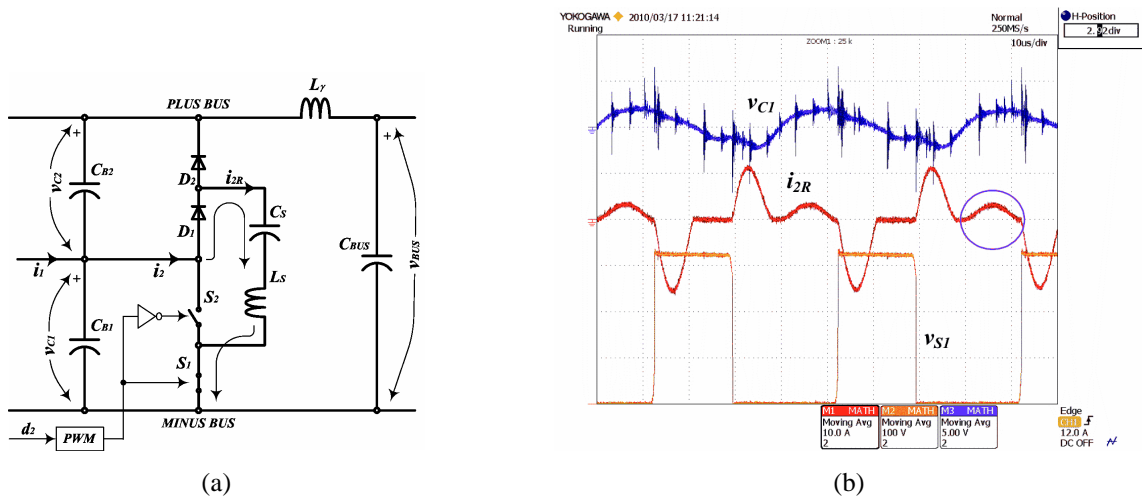 Lγ
PLUS BUS
vC2
+
CB2
D2
i2R
D1
CS
+
CBUS
vBUS
i1
i2
+
LS
S2
vC1
CB1
S1
MINUS BUS
d2
PWM
(a)
YOKOGAWA 2010/03/17 11:21:14
Running
Normal
250MS/s
10us/div
H-Position
ZOOM1 : 25 k
vC1
i2R
vS1
M1 MATH
Moving Avg
10.0 A
2
M2 MATH
Moving Avg
100 V
2
M3 MATH
Moving Avg
5.00 V
2
Edge
CH1
12.0 A
DC OFF
(b)